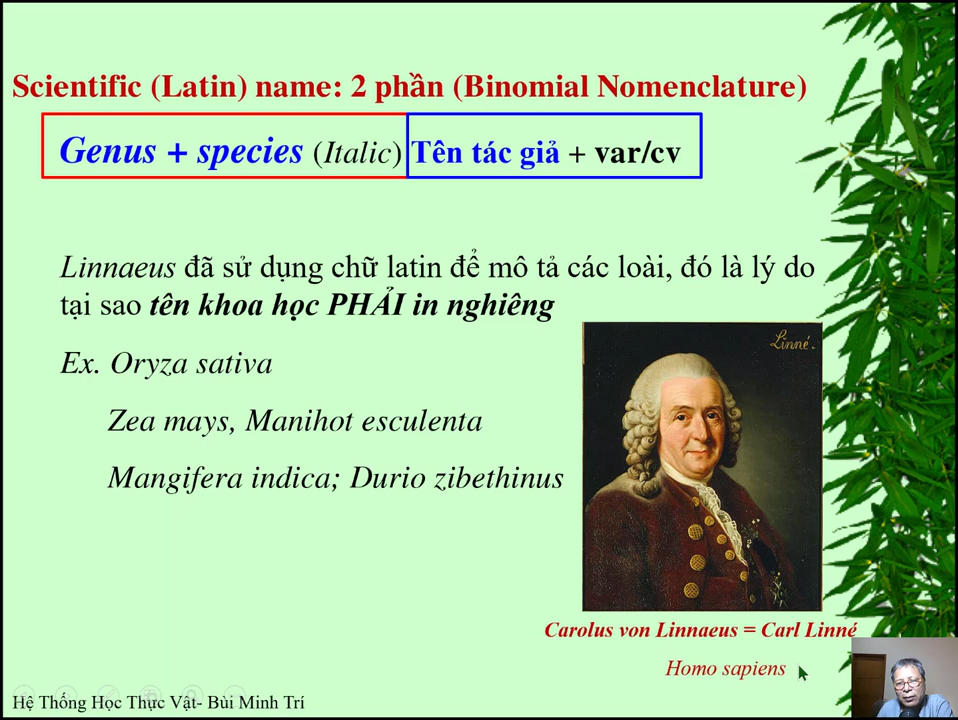 Scientific (Latin) name: 2 phần (Binomial Nomenclature)
Genus + species (Italic) Tên tác giả + var/cv
Linnaeus đã sử dụng chữ latin để mô tả các loài, đó là lý do
tại sao tên khoa học PHẢI in nghiêng
Ex. Oryza sativa
Zea mays, Manihot esculenta
Mangifera indica; Durio zibethinus
Linné.
Carolus von Linnaeus = Carl Linné
Homo sapiens
Hệ Thống Học Thực Vật- Bùi Minh Trí